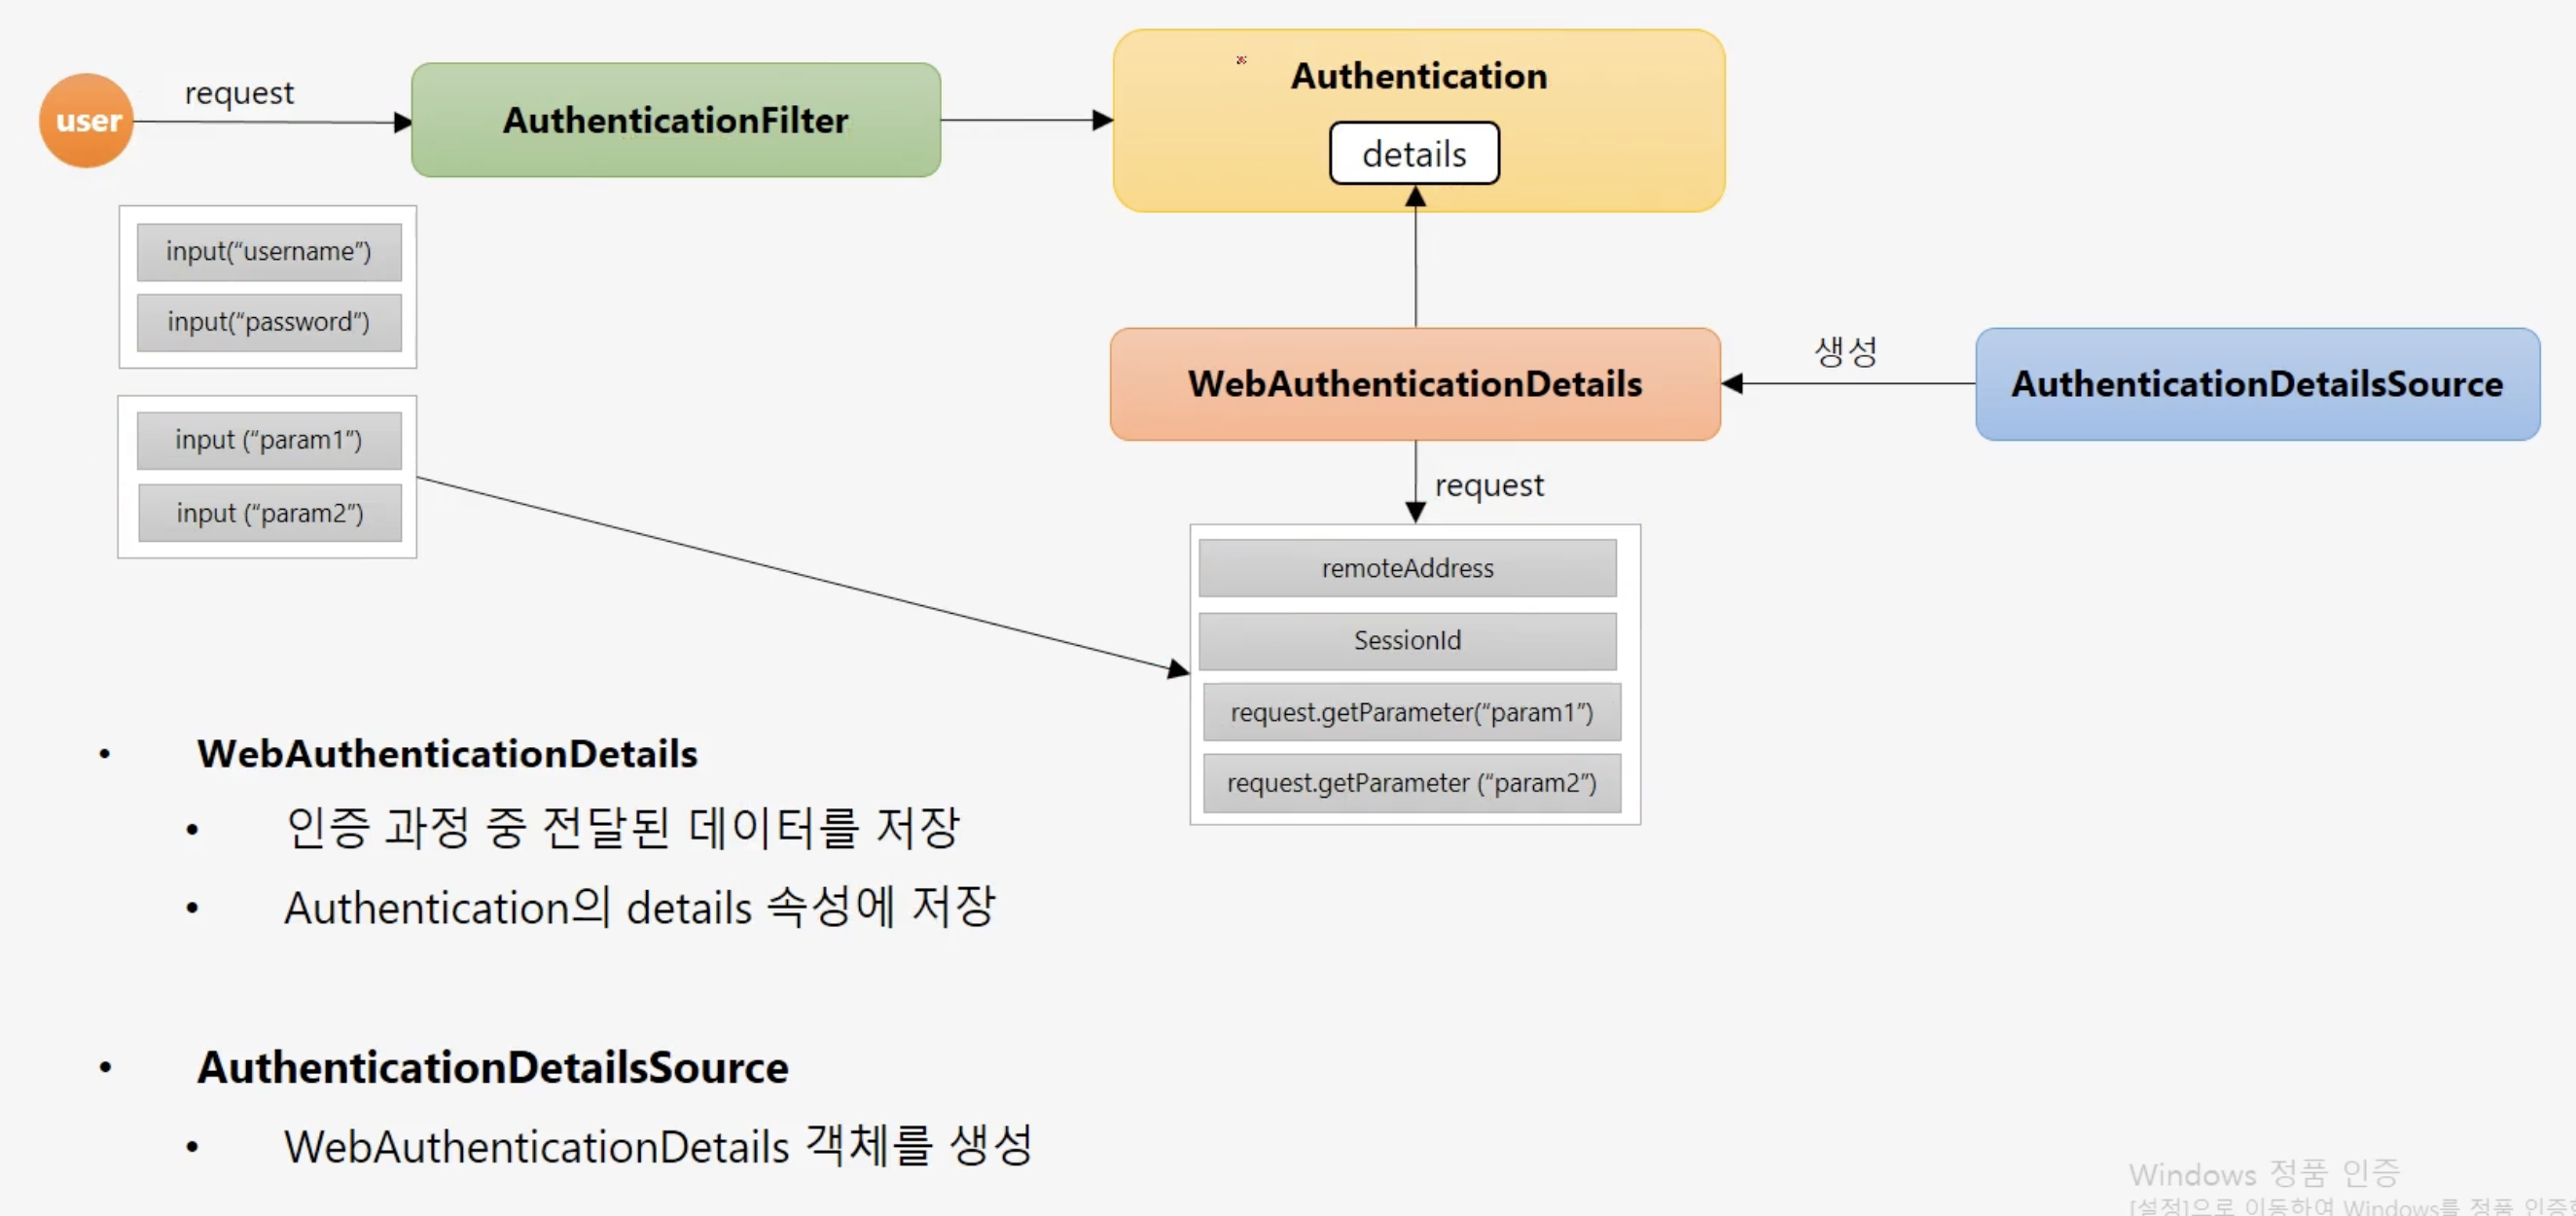 user
request
AuthenticationFilter
Authentication
details
input(“username”)
input(“password”)
input (“param1”)
input (“param2”)
WebAuthenticationDetails
생성
AuthenticationDetailsSource
request
remoteAddress
SessionId
request.getParameter(“param1”)
request.getParameter (“param2”)
• WebAuthenticationDetails
• 인증 과정 중 전달된 데이터를 저장
• Authentication의 details 속성에 저장
• AuthenticationDetailsSource
• WebAuthenticationDetails 객체를 생성
Windows 정품 인증
[설정]으로 이동하여 Windows를 정품 인증